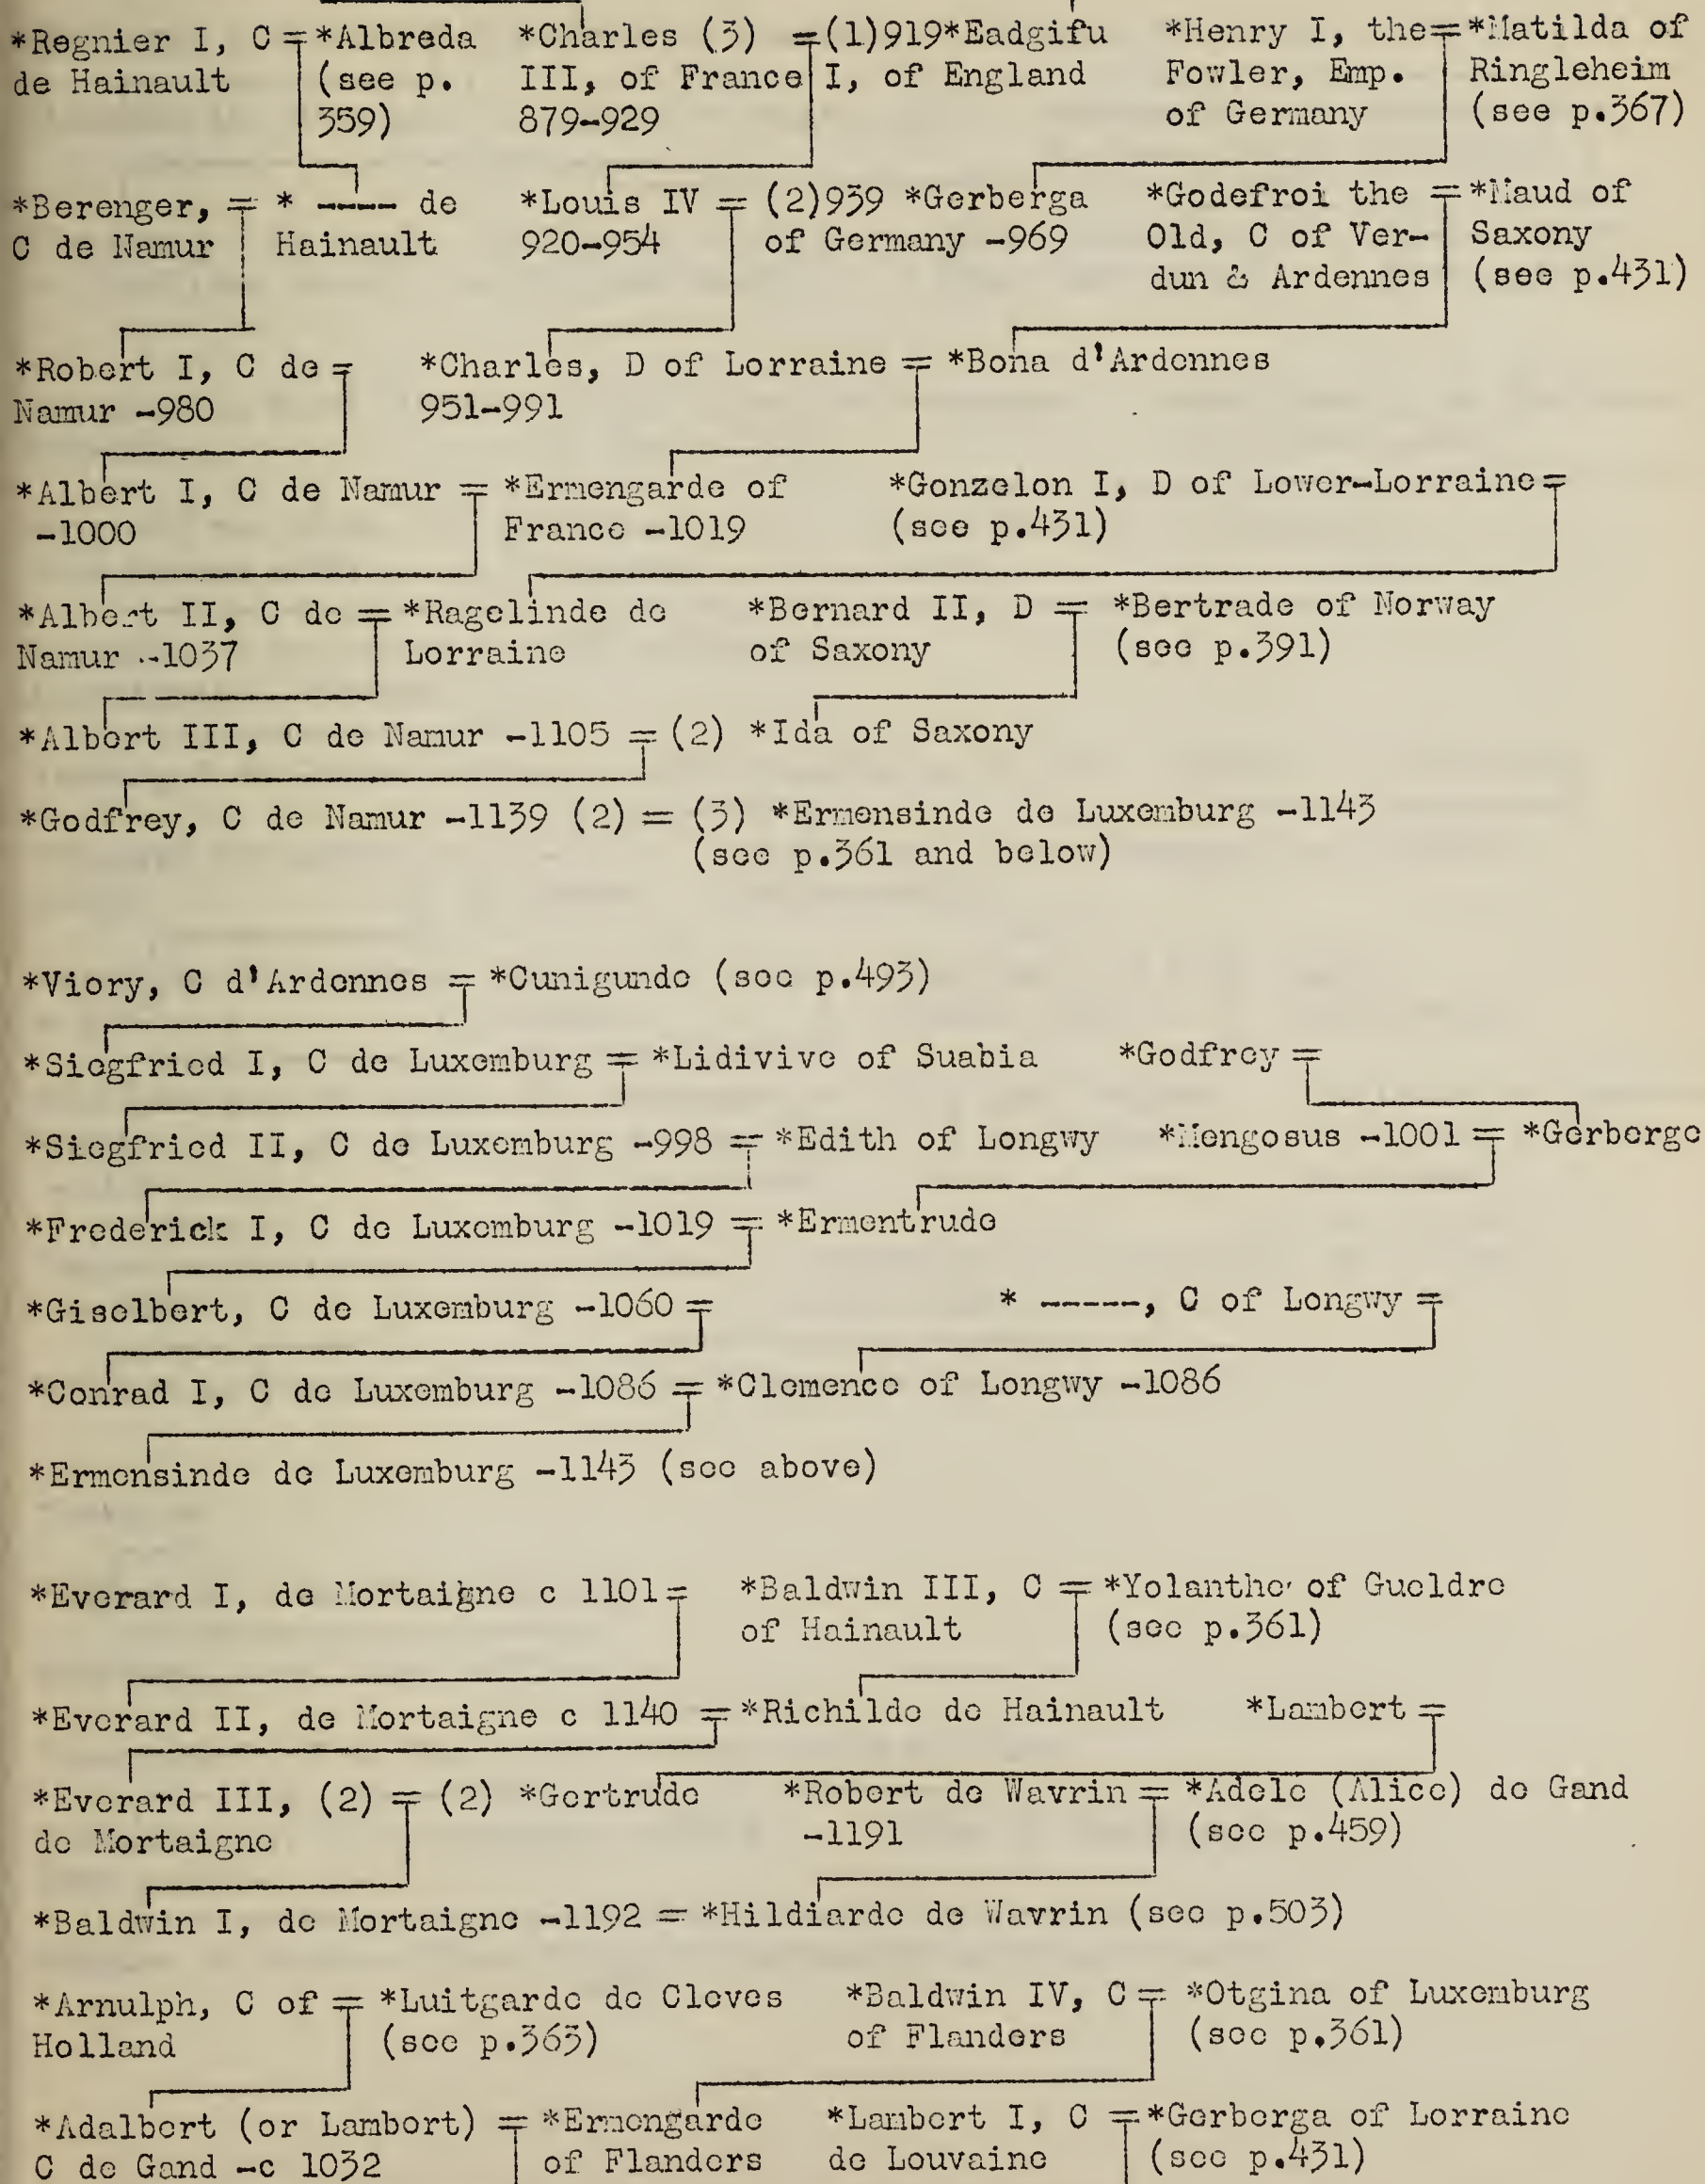 *Regnier I, C = *Albreda *Charles (3) = (1)919*Eadgifu *Henry I, the = *Matilda of
de Hainault (see p. III, of France I, of England Fowler, Emp. Ringleheim
359) 879-929 of Germany (see p.367)
*Berenger, = * ---- de *Louis IV = (2)939 *Gerberga *Godefroi the = *Maud of
C de Namur Hainault 920-954 of Germany -969 Old, C of Ver- Saxony
dun & Ardennes (see p.431)
*Robert I, C de = *Charles, D of Lorraine = *Bona d'Ardennes
Namur -980 951-991
*Albert I, C de Namur = *Ermengarde of *Gonzelon I, D of Lower-Lorraine =
-1000 France -1019 (see p.431)
*Albert II, C de = *Ragelinde de *Bernard II, D = *Bertrade of Norway
Namur -1037 Lorraine of Saxony (see p.391)
*Albert III, C de Namur -1105 = (2) *Ida of Saxony
*Godfrey, C de Namur -1139 (2) = (3) *Ermensinde de Luxemburg -1143
(see p.361 and below)
*Viory, C d'Ardennes = *Cunigunde (see p.493)
*Siegfried I, C de Luxemburg = *Lidivive of Suabia *Godfrey =
*Siegfried II, C de Luxemburg -998 = *Edith of Longwy *Mengosus -1001 = *Gerberge
*Frederick I, C de Luxemburg -1019 = *Ermentrude
*Giselbert, C de Luxemburg -1060 = * -----, C of Longwy =
*Conrad I, C de Luxemburg -1086 = *Clemence of Longwy -1086
*Ermensinde de Luxemburg -1143 (see above)
*Everard I, de Mortaigne c 1101 = *Baldwin III, C = *Yolanthe of Gueldre
of Hainault (see p.361)
*Everard II, de Mortaigne c 1140 = *Richilde de Hainault *Lambert =
*Everard III, (2) = (2) *Gertrude *Robert de Wavrin = *Adele (Alice) de Gand
de Mortaigne -1191 (see p.459)
*Baldwin I, de Mortaigne -1192 = *Hildiarde de Wavrin (see p.503)
*Arnulph, C of = *Luitgarde de Cleves *Baldwin IV, C = *Otgina of Luxemburg
Holland (see p.363) of Flanders (see p.361)
*Adalbert (or Lambert) = *Ermengarde *Lambert I, C = *Gerberga of Lorraine
C de Gand -c 1032 of Flanders de Louvaine (see p.431)